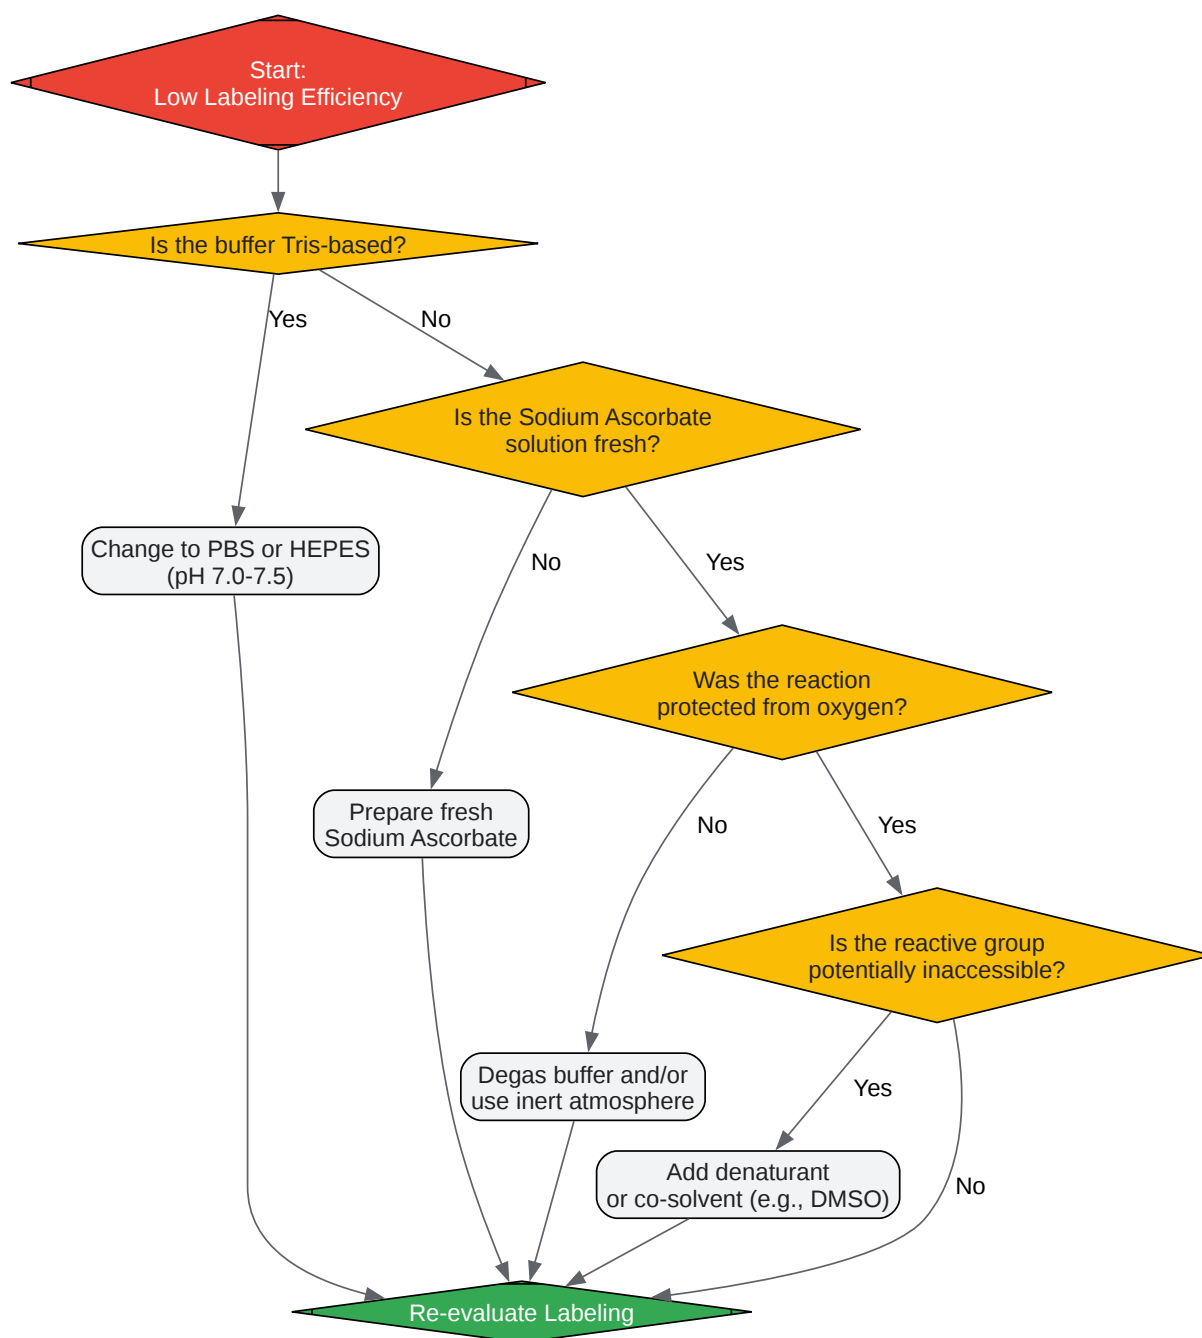 Start:
Low Labeling Efficiency
Is the buffer Tris-based?
Yes
No
Is the Sodium Ascorbate
solution fresh?
Change to PBS or HEPES
(pH 7.0-7.5)
No
Yes
Was the reaction
protected from oxygen?
Prepare fresh
Sodium Ascorbate
No
Yes
Is the reactive group
potentially inaccessible?
Degas buffer and/or
use inert atmosphere
Yes
No
Add denaturant
or co-solvent (e.g., DMSO)
Re-evaluate Labeling